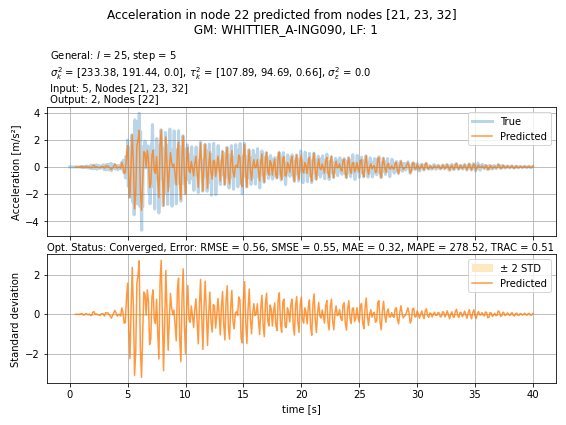 Acceleration in node 22 predicted from nodes [21, 23, 32]
GM: WHITTIER_A-ING090, LF: 1
General: l = 25, step = 5
σ²ₖ = [233.38, 191.44, 0.0], τ²ₖ = [107.89, 94.69, 0.66], σ²ε = 0.0
Input: 5, Nodes [21, 23, 32]
Output: 2, Nodes [22]
4
2
0
−2
−4
Acceleration [m/s²]
True
Predicted
Opt. Status: Converged, Error: RMSE = 0.56, SMSE = 0.55, MAE = 0.32, MAPE = 278.52, TRAC = 0.51
2
0
−2
Standard deviation
± 2 STD
Predicted
0 5 10 15 20 25 30 35 40
time [s]